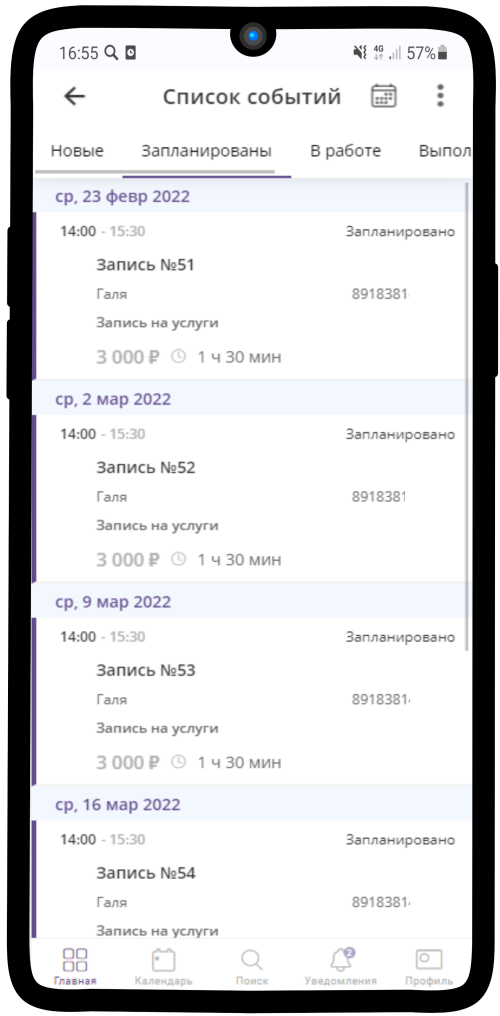 16:55 4G 57%
Список событий
Новые Запланированы В работе Выпол
ср, 23 февр 2022
14:00 - 15:30 Запланировано
Запись №51
Галя 8918381
Запись на услуги
3 000 ₽ 1 ч 30 мин
ср, 2 мар 2022
14:00 - 15:30 Запланировано
Запись №52
Галя 8918381
Запись на услуги
3 000 ₽ 1 ч 30 мин
ср, 9 мар 2022
14:00 - 15:30 Запланировано
Запись №53
Галя 8918381
Запись на услуги
3 000 ₽ 1 ч 30 мин
ср, 16 мар 2022
14:00 - 15:30 Запланировано
Запись №54
Галя 8918381
Запись на услуги
2
Главная Календарь Поиск Уведомления Профиль